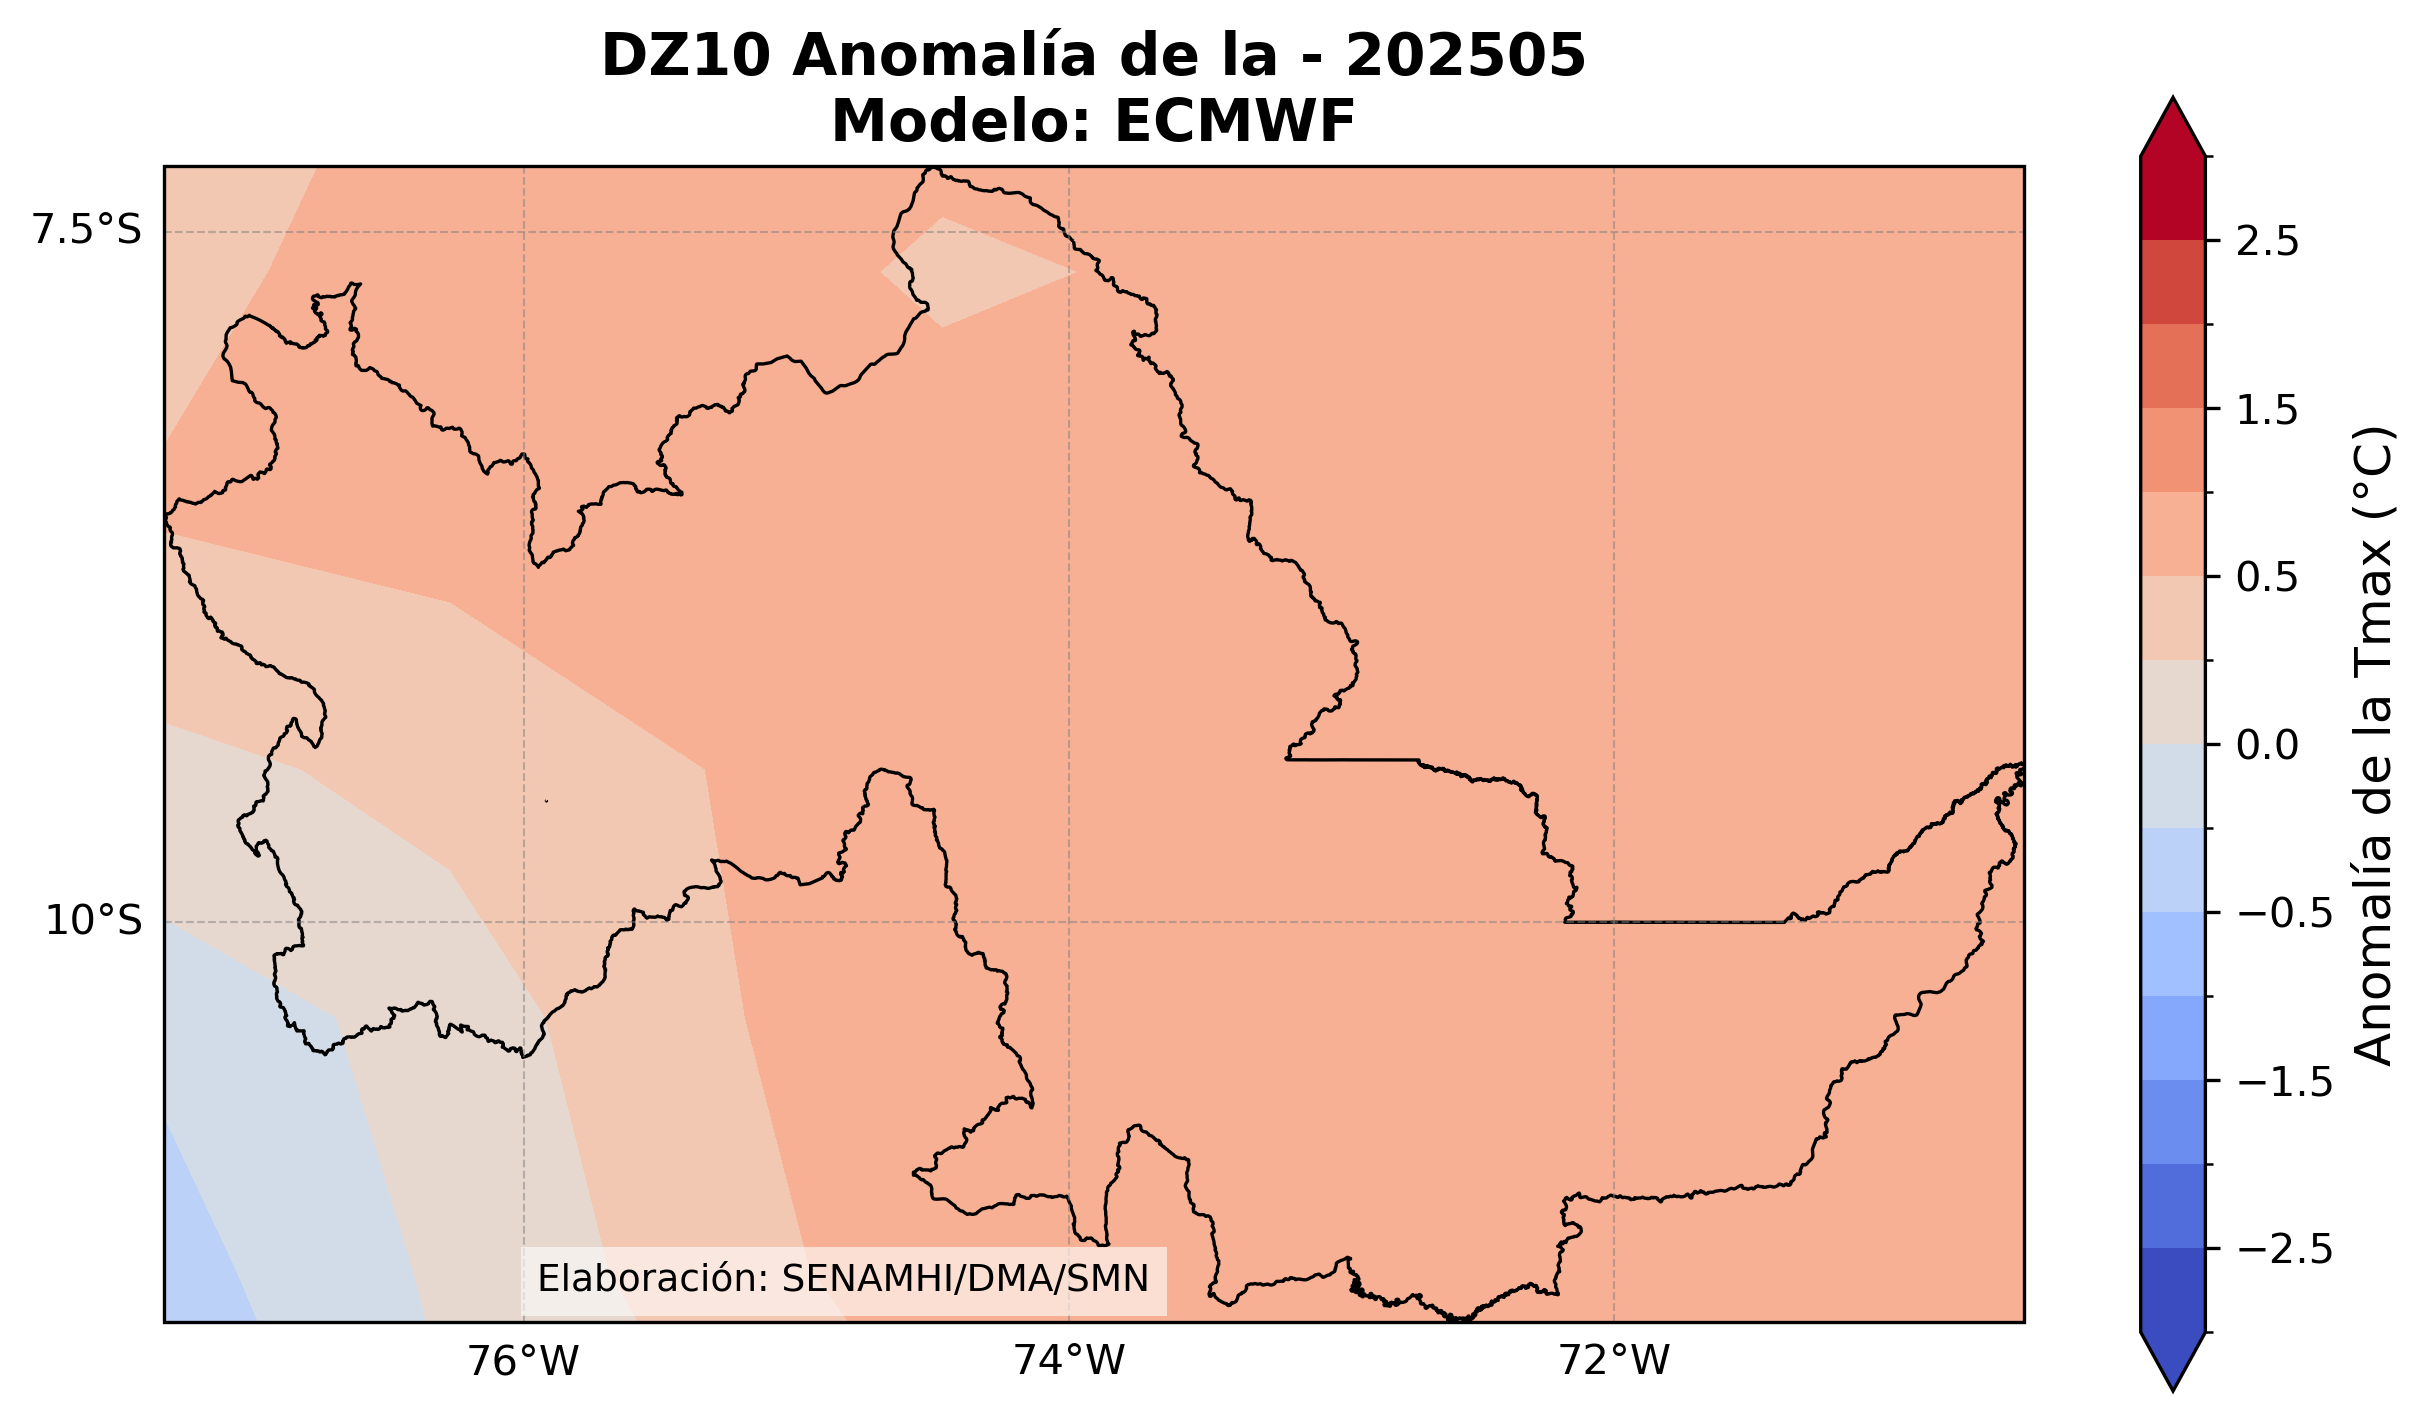 DZ10 Anomalía de la - 202505
Modelo: ECMWF
7.5°S
10°S
76°W
74°W
72°W
Elaboración: SENAMHI/DMA/SMN
2.5
1.5
0.5
0.0
−0.5
−1.5
−2.5
Anomalía de la Tmax (°C)